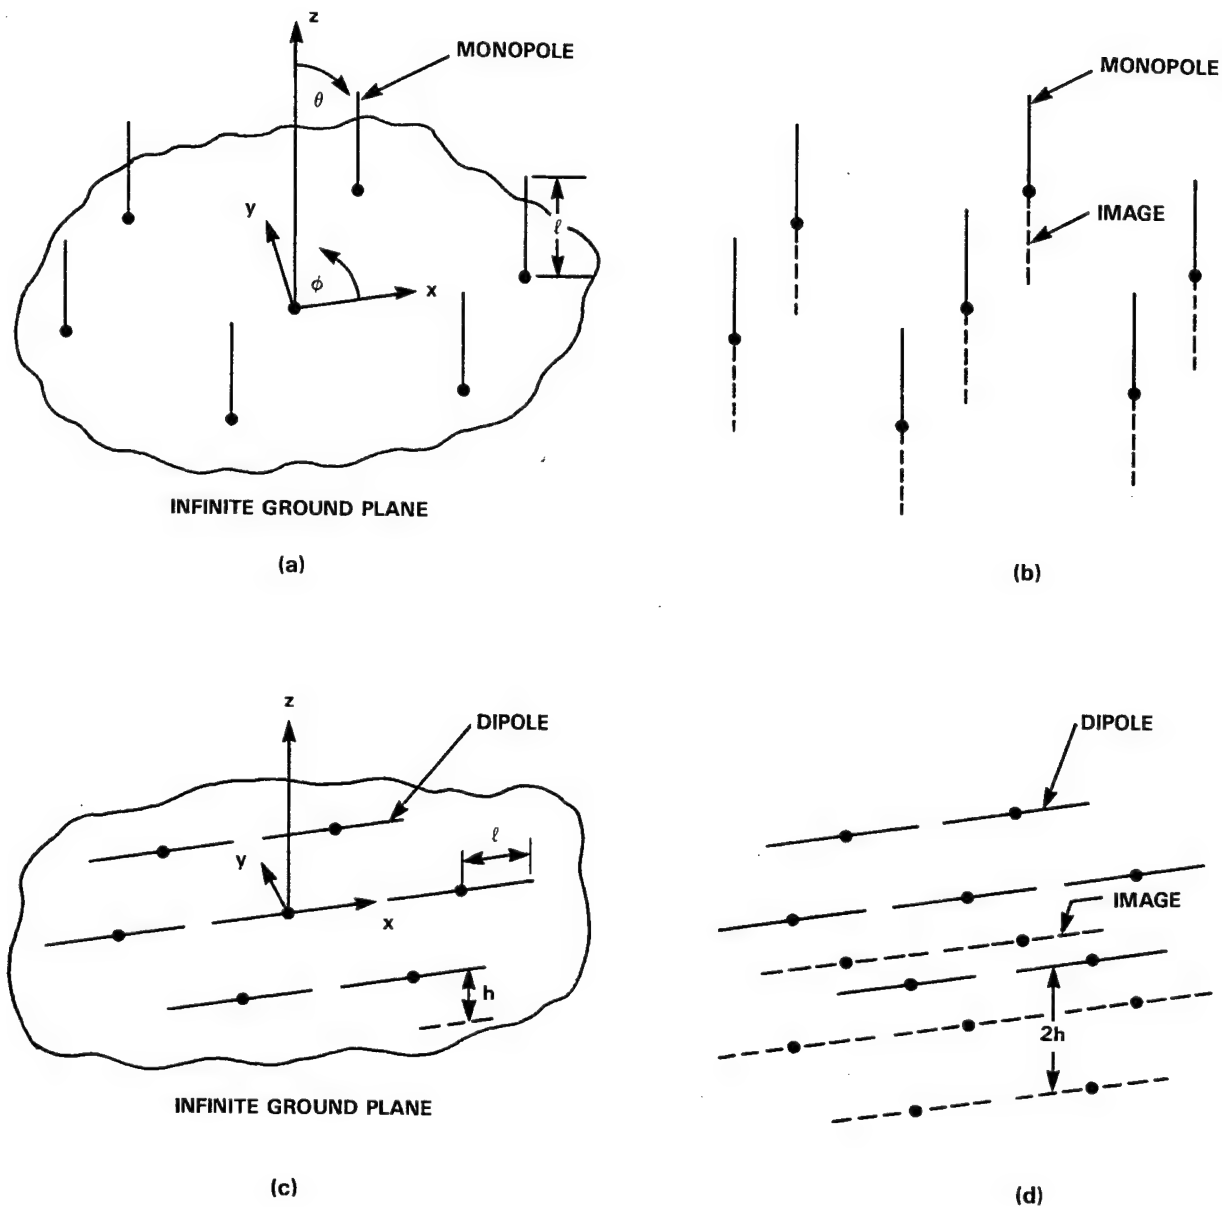 z
MONOPOLE
θ
y
ℓ
ϕ
x
INFINITE GROUND PLANE
(a)
MONOPOLE
IMAGE
(b)
z
DIPOLE
ℓ
y
x
h
INFINITE GROUND PLANE
(c)
DIPOLE
IMAGE
2h
(d)